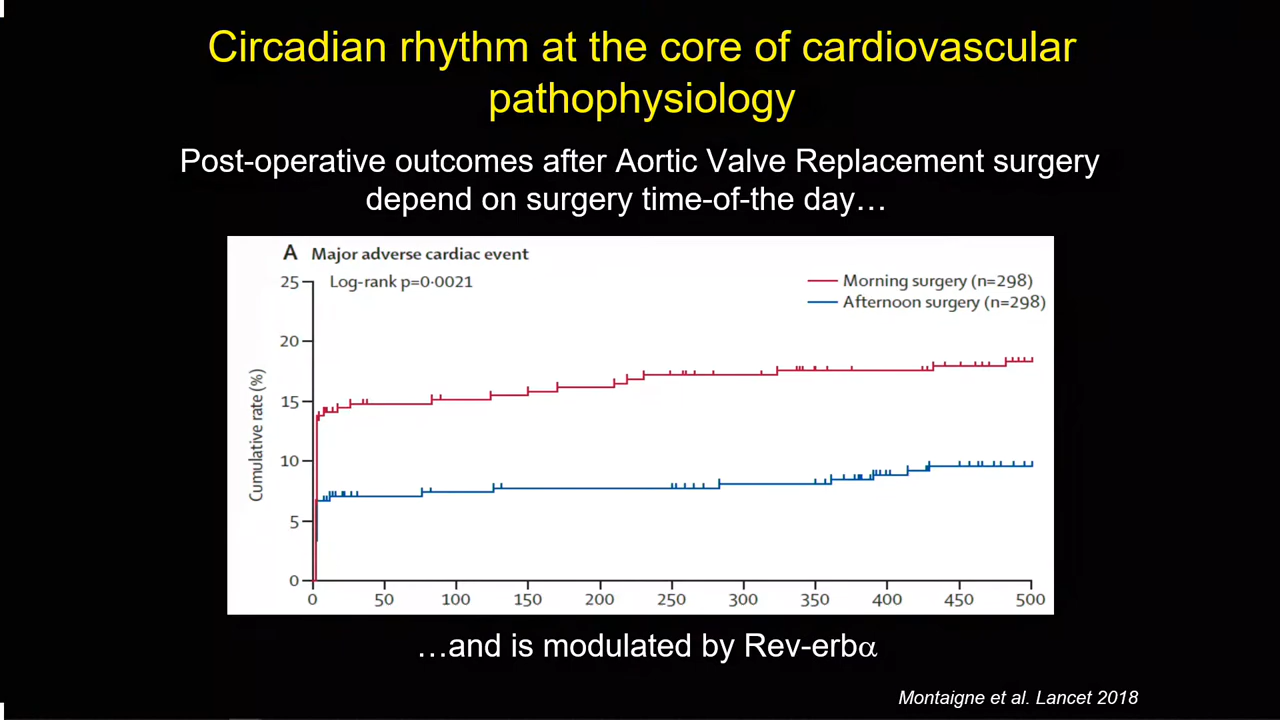 Circadian rhythm at the core of cardiovascular
pathophysiology
Post-operative outcomes after Aortic Valve Replacement surgery
depend on surgery time-of-the day…
A Major adverse cardiac event
Log-rank p=0·0021
Morning surgery (n=298)
Afternoon surgery (n=298)
Cumulative rate (%)
25
20
15
10
5
0
0 50 100 150 200 250 300 350 400 450 500
…and is modulated by Rev-erbα
Montaigne et al. Lancet 2018